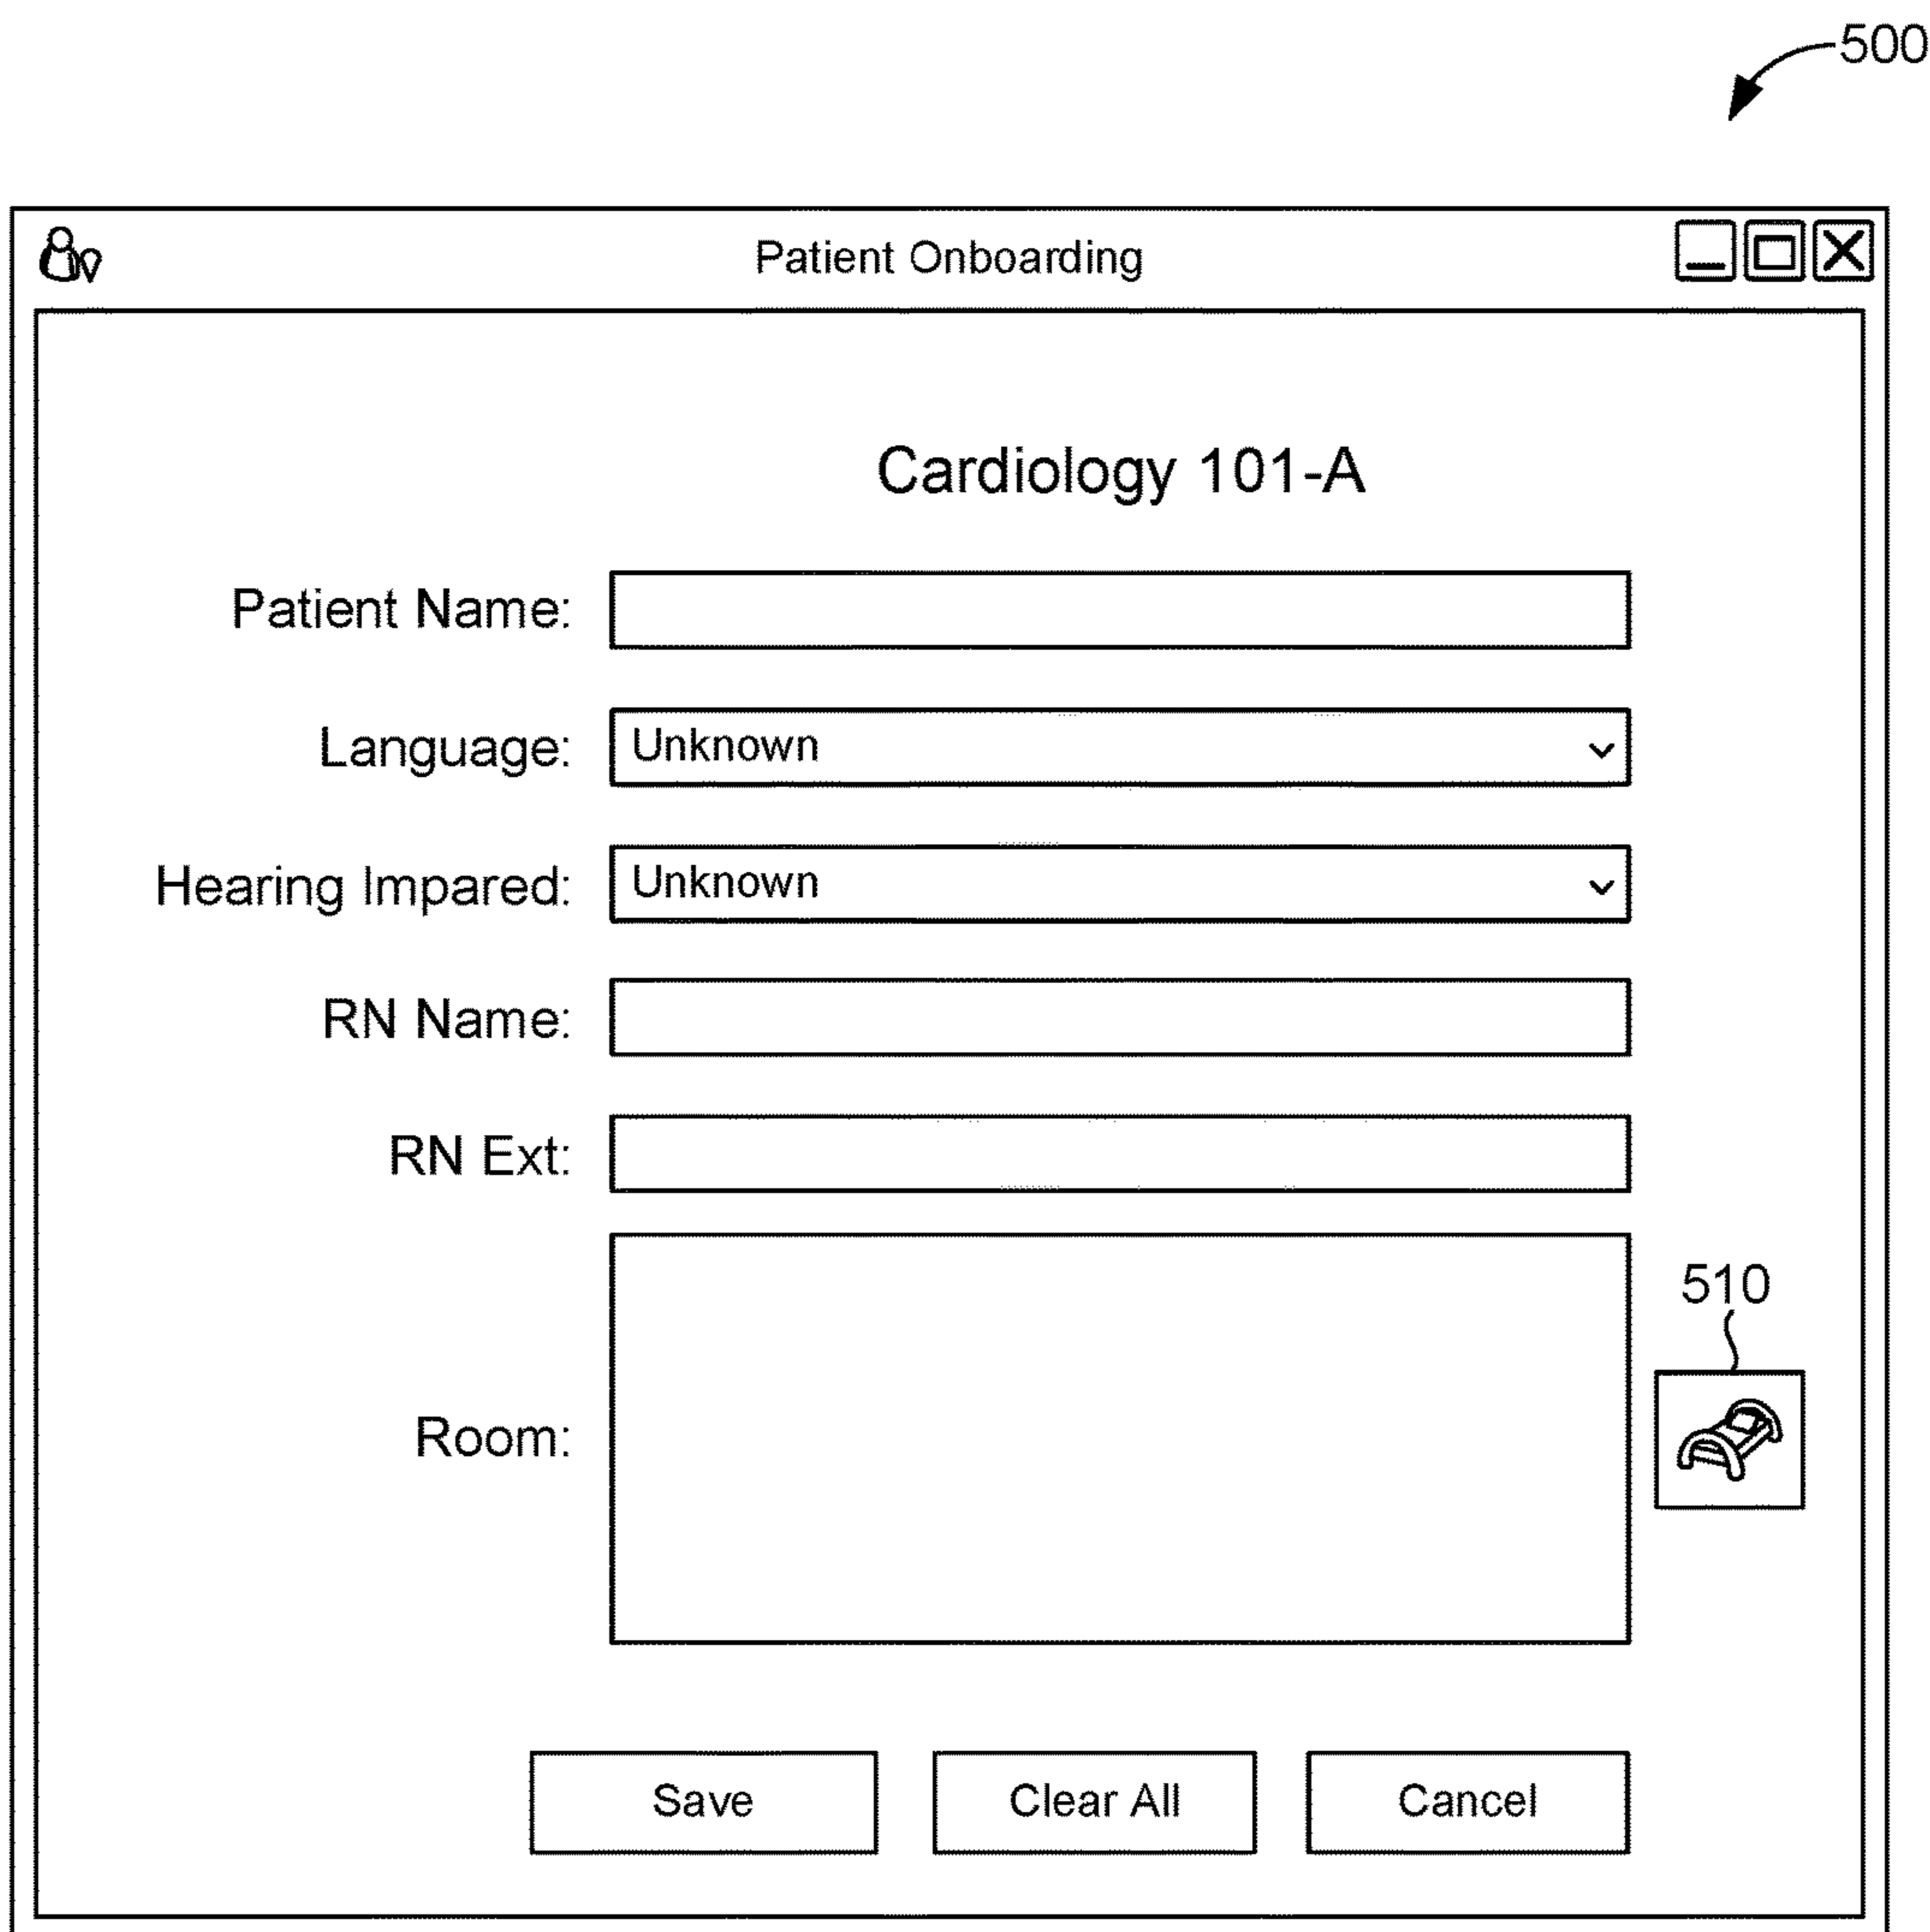 500
Patient Onboarding
Cardiology 101-A
Patient Name:
Language: Unknown
Hearing Impared: Unknown
RN Name:
RN Ext:
510
Room:
Save Clear All Cancel